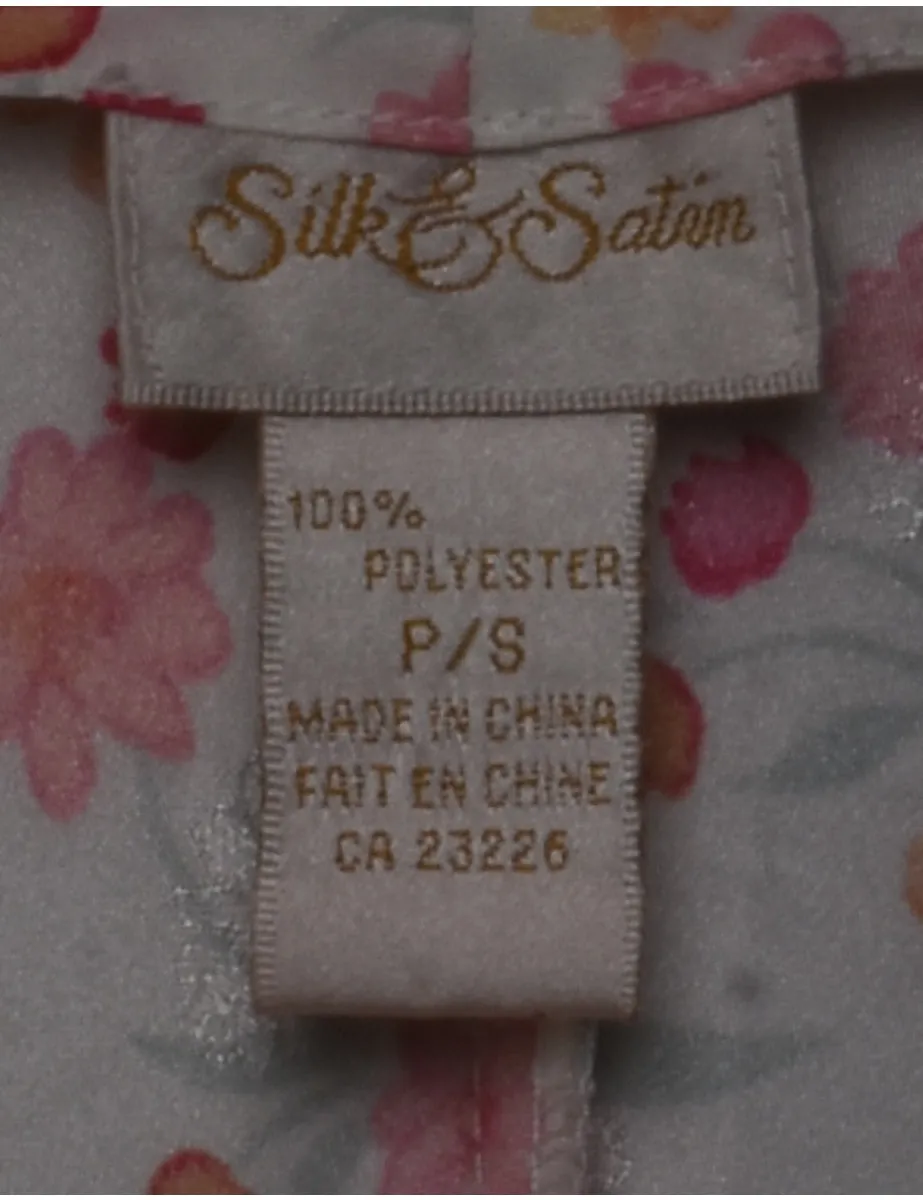 Silk & Satin
100%
POLYESTER
P/S
MADE IN CHINA
FAIT EN CHINE
CA 23226